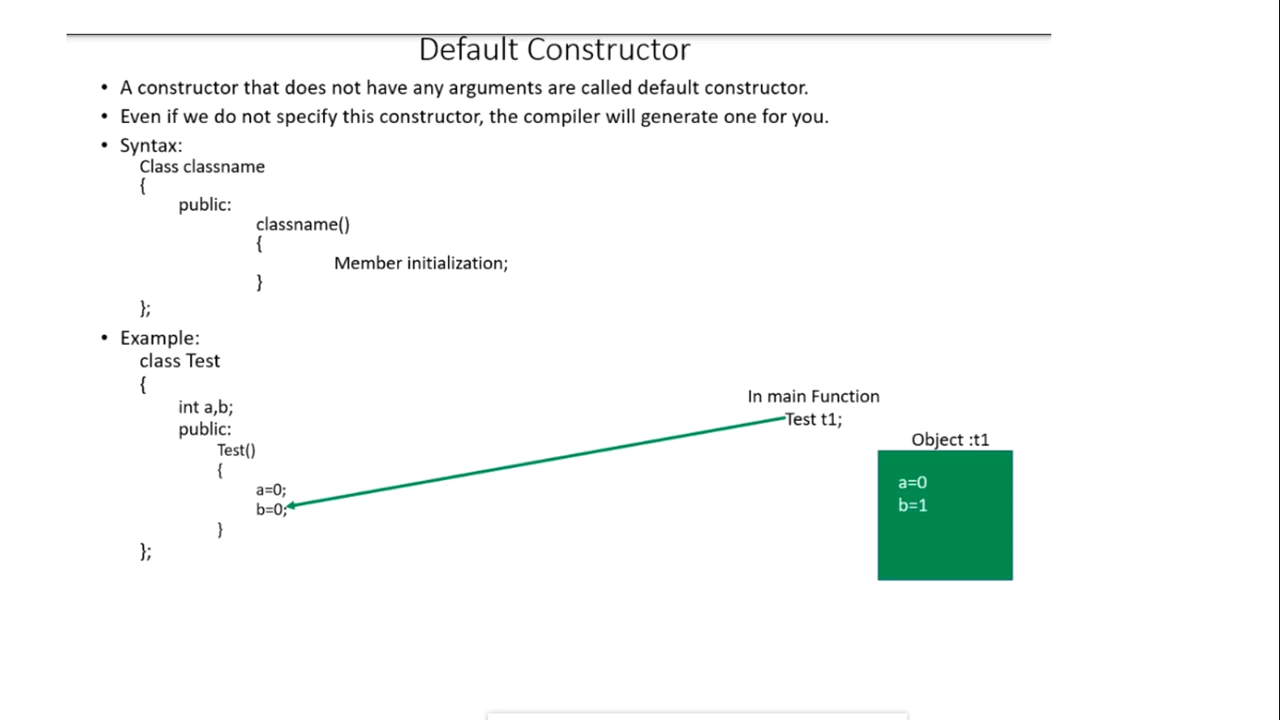 Default Constructor
• A constructor that does not have any arguments are called default constructor.
• Even if we do not specify this constructor, the compiler will generate one for you.
• Syntax:
Class classname
{
public:
classname()
{
Member initialization;
}
};
• Example:
class Test
{
int a,b;
public:
Test()
{
a=0;
b=0;
}
};
In main Function
Test t1;
Object :t1
a=0
b=1